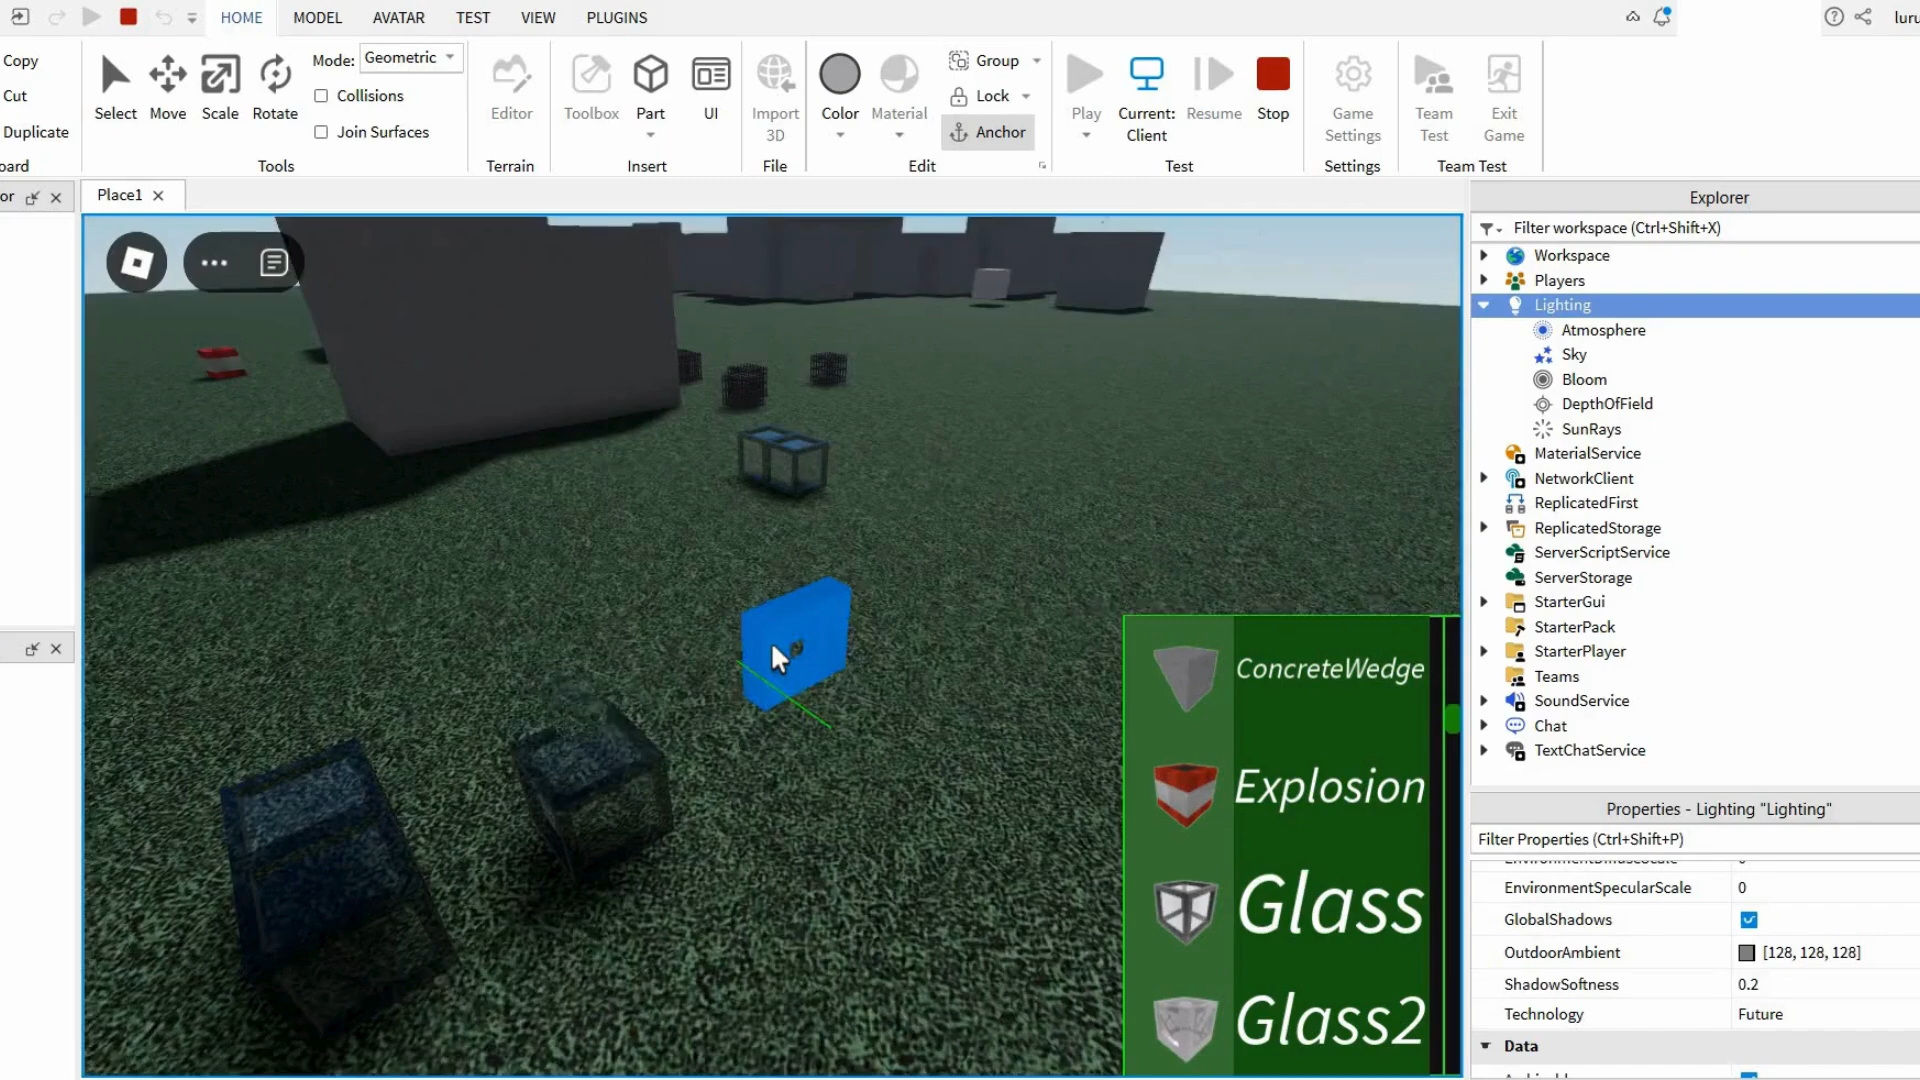 HOME MODEL AVATAR TEST VIEW PLUGINS
luru
Copy
Cut
Duplicate
oard
Select Move Scale Rotate
Mode: Geometric
Collisions
Join Surfaces
Tools
Editor
Terrain
Toolbox Part UI
Insert
Import
3D
File
Color Material
Group
Lock
Anchor
Edit
Play Current:
Client Resume Stop
Test
Game
Settings
Settings
Team
Test
Exit
Game
Team Test
or
Place1
ConcreteWedge
Explosion
Glass
Glass2
Explorer
Filter workspace (Ctrl+Shift+X)
Workspace
Players
Lighting
Atmosphere
Sky
Bloom
DepthOfField
SunRays
MaterialService
NetworkClient
ReplicatedFirst
ReplicatedStorage
ServerScriptService
ServerStorage
StarterGui
StarterPack
StarterPlayer
Teams
SoundService
Chat
TextChatService
Properties - Lighting "Lighting"
Filter Properties (Ctrl+Shift+P)
EnvironmentSpecularScale 0
GlobalShadows
OutdoorAmbient [128, 128, 128]
ShadowSoftness 0.2
Technology Future
Data